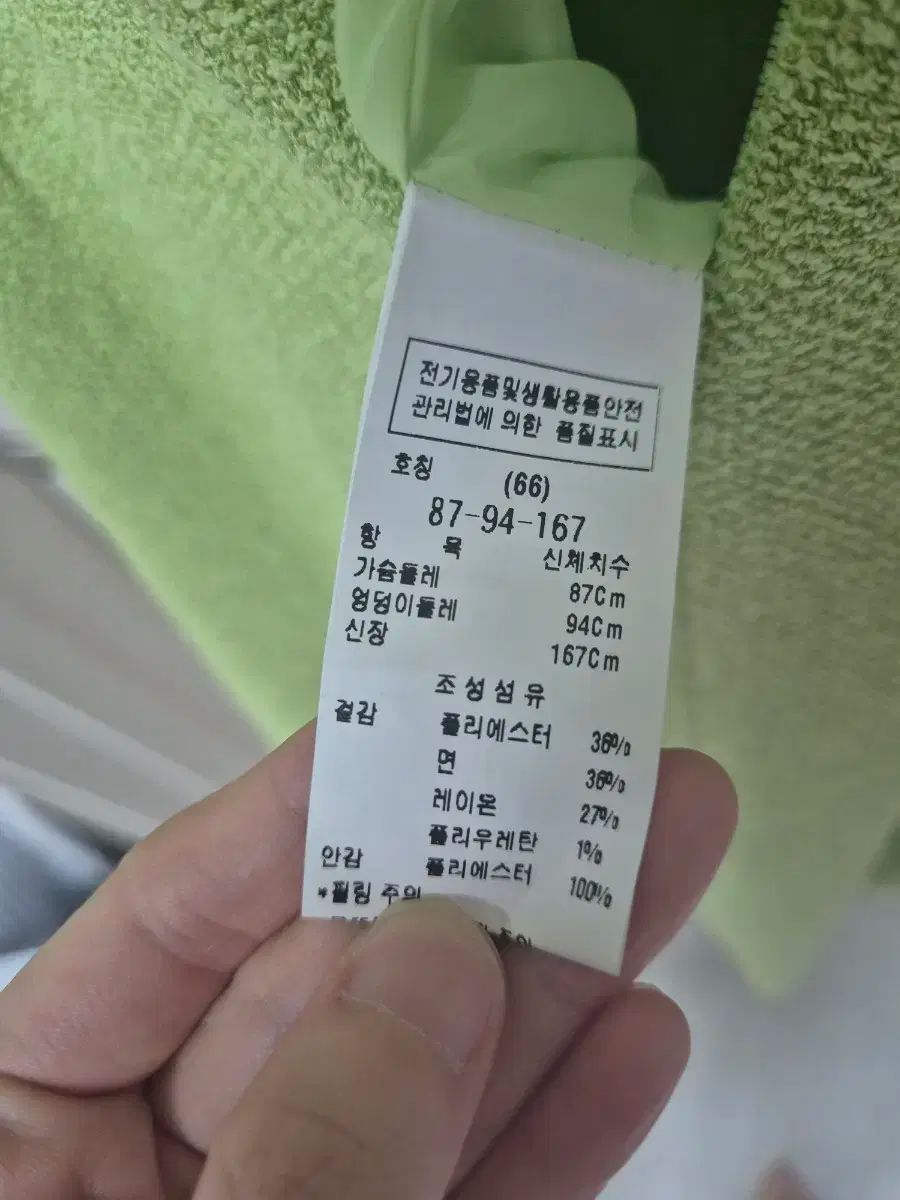 전기용품및생활용품안전
관리법에 의한 품질표시
호칭 (66)
87-94-167
항 목 신체치수
가슴둘레 87Cm
엉덩이둘레 94Cm
신장 167Cm
조성섬유
겉감 폴리에스터 36%
면 36%
레이온 27%
폴리우레탄 1%
안감 폴리에스터 100%
*필링 주의